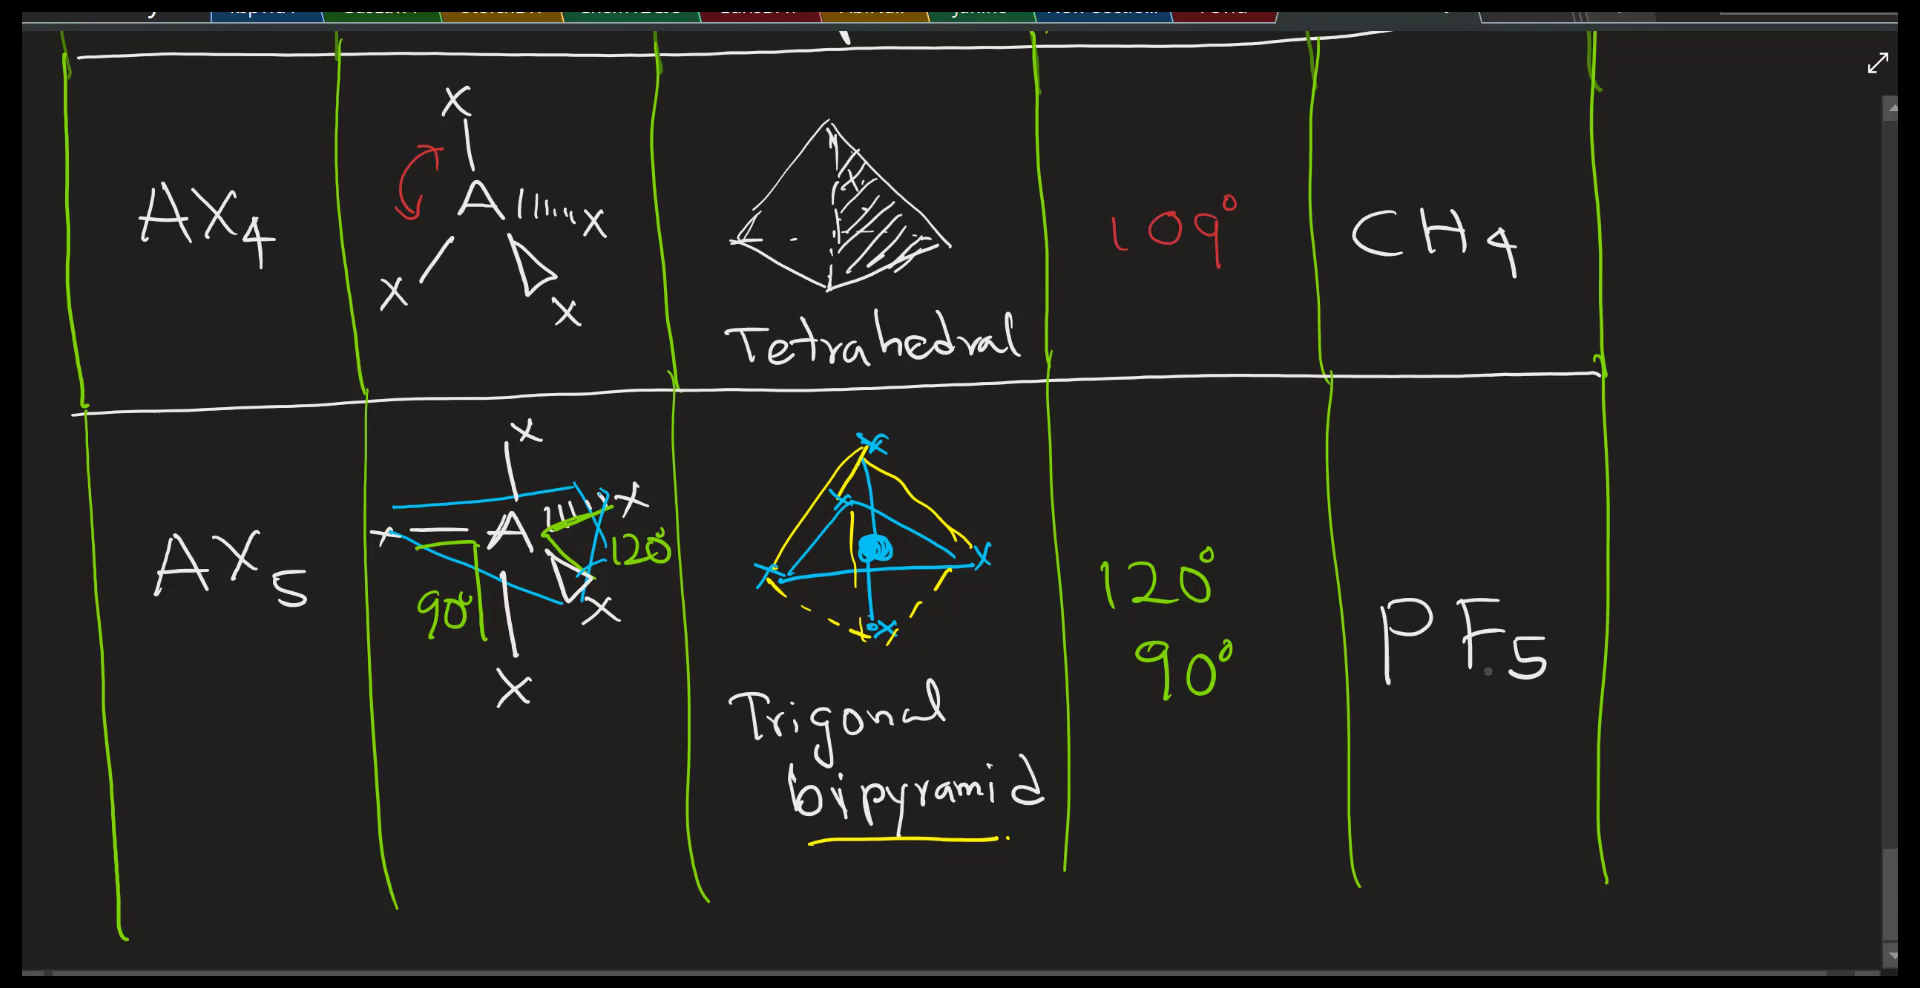 X
A
X
X
X
AX4
Tetrahedral
109°
CH4
X
X
X
A
X
X
120°
90°
AX5
X
X
X
X
X
Trigonal
bipyramid
120°
90°
PF5